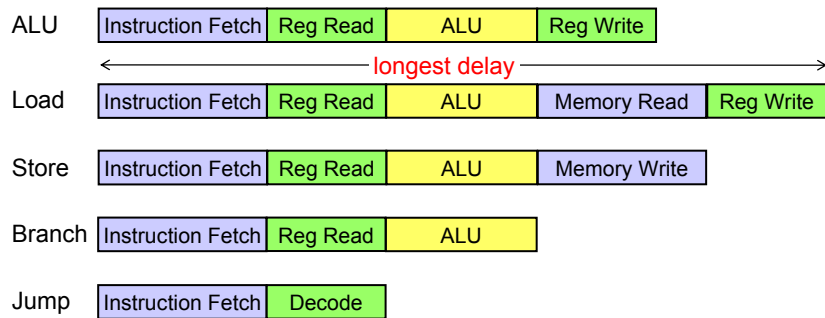 ALU Instruction Fetch Reg Read ALU Reg Write
longest delay
Load Instruction Fetch Reg Read ALU Memory Read Reg Write
Store Instruction Fetch Reg Read ALU Memory Write
Branch Instruction Fetch Reg Read ALU
Jump Instruction Fetch Decode